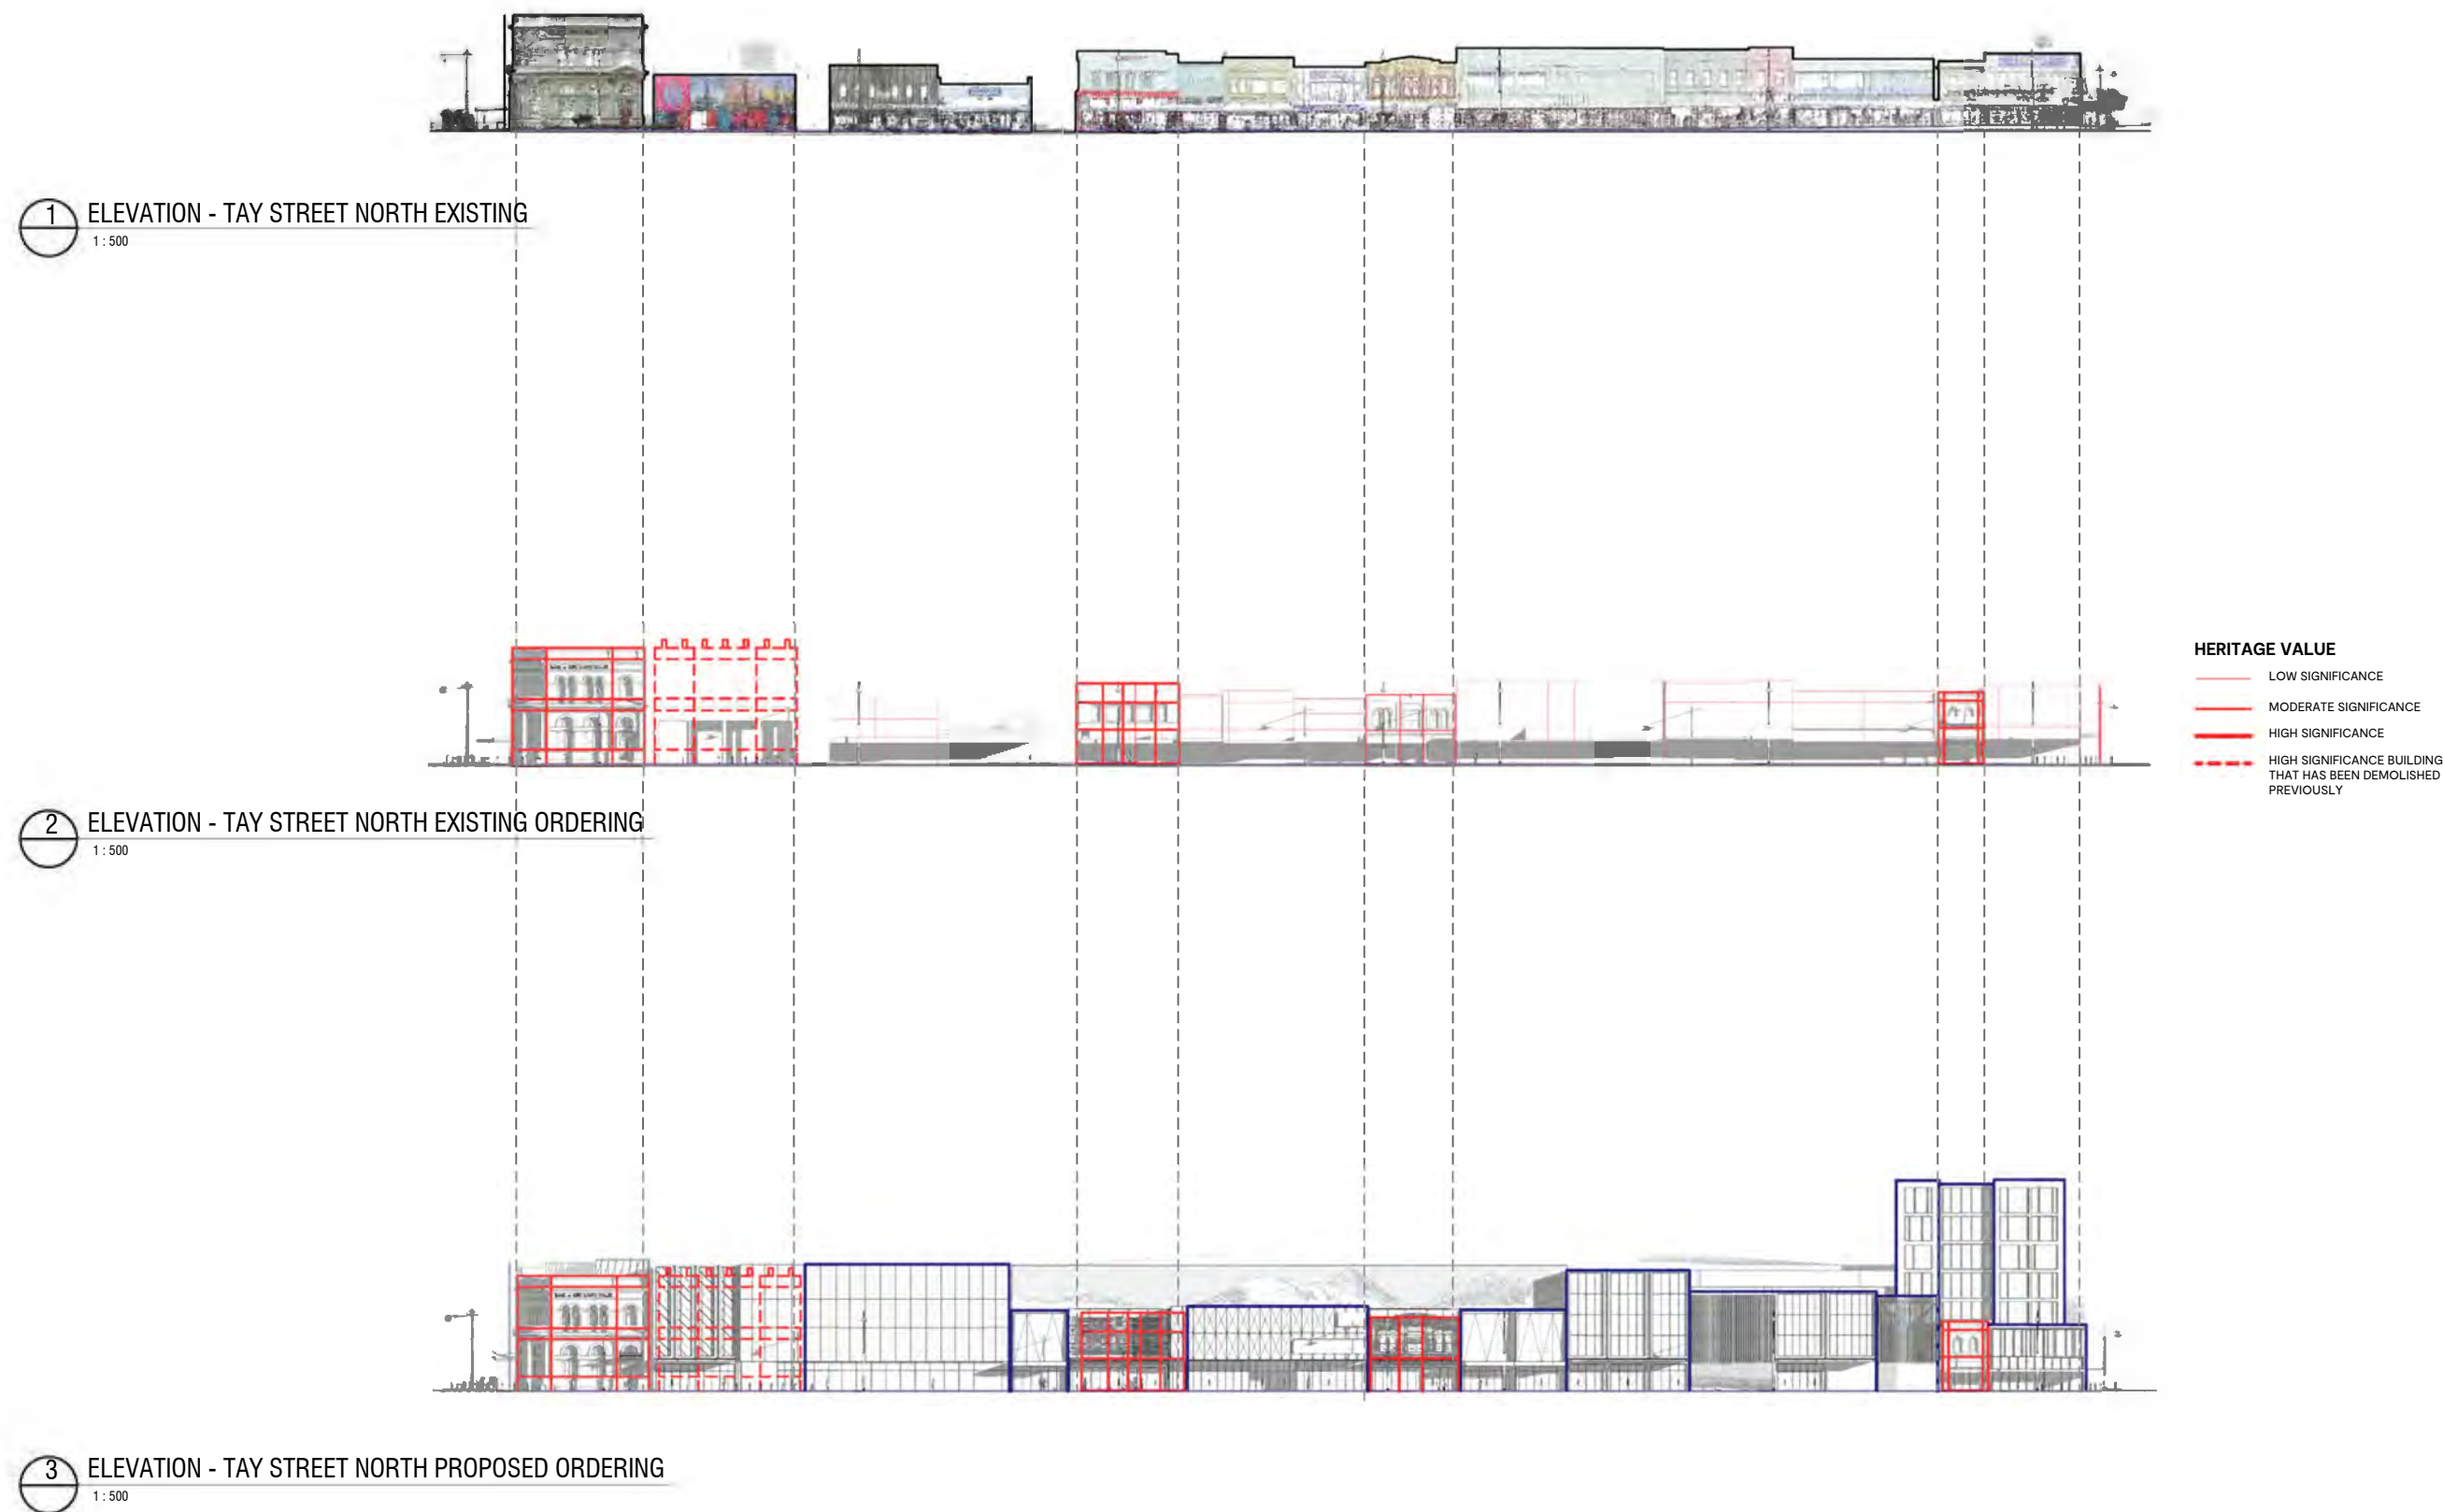 1
ELEVATION - TAY STREET NORTH EXISTING
1 : 500
HERITAGE VALUE
LOW SIGNIFICANCE
MODERATE SIGNIFICANCE
HIGH SIGNIFICANCE
HIGH SIGNIFICANCE BUILDING
THAT HAS BEEN DEMOLISHED
PREVIOUSLY
2
ELEVATION - TAY STREET NORTH EXISTING ORDERING
1 : 500
3
ELEVATION - TAY STREET NORTH PROPOSED ORDERING
1 : 500